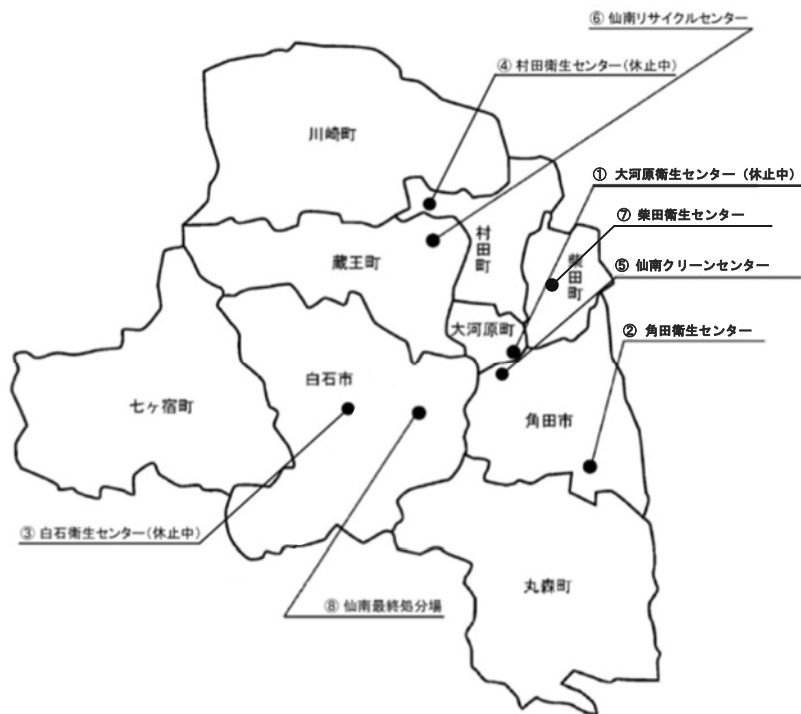 ⑥ 仙南リサイクルセンター
④ 村田衛生センター(休止中)
川崎町
① 大河原衛生センター (休止中)
⑦ 柴田衛生センター
村田町
柴田町
蔵王町
⑤ 仙南クリーンセンター
大河原町
② 角田衛生センター
白石市
七ヶ宿町
角田市
③ 白石衛生センター(休止中)
丸森町
⑧ 仙南最終処分場